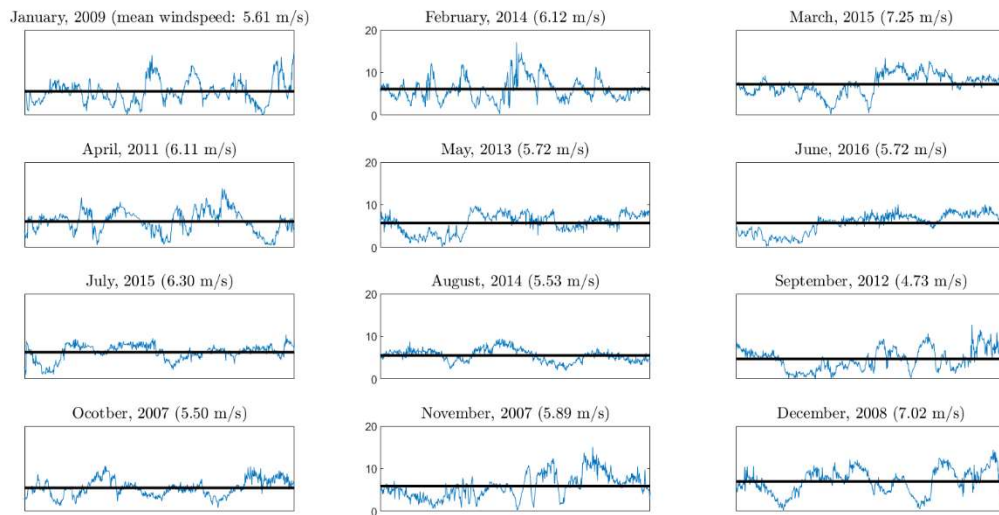 January, 2009 (mean windspeed: 5.61 m/s)
February, 2014 (6.12 m/s)
March, 2015 (7.25 m/s)
20
10
0
April, 2011 (6.11 m/s)
May, 2013 (5.72 m/s)
June, 2016 (5.72 m/s)
20
10
0
July, 2015 (6.30 m/s)
August, 2014 (5.53 m/s)
September, 2012 (4.73 m/s)
20
10
0
Ocotber, 2007 (5.50 m/s)
November, 2007 (5.89 m/s)
December, 2008 (7.02 m/s)
20
10
0